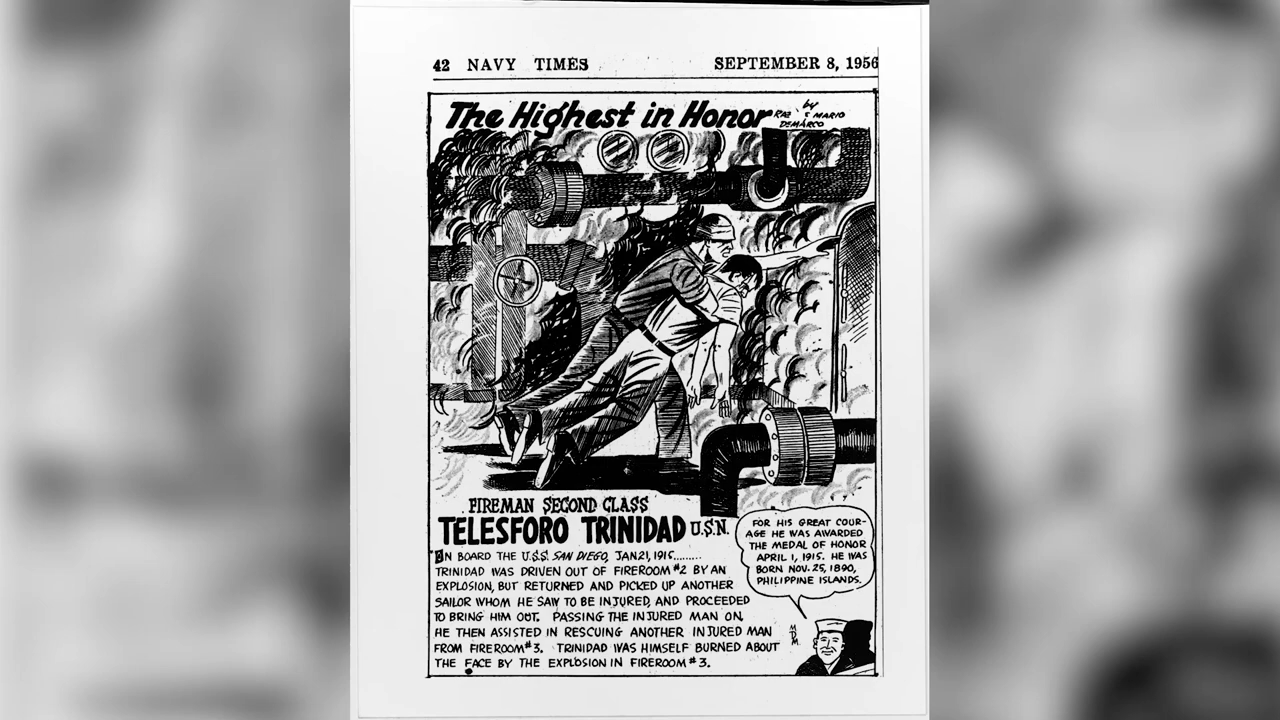 42 NAVY TIMES SEPTEMBER 8, 1956
The Highest in Honor
by
RAE & MARIO
DEMARCO
FIREMAN SECOND CLASS
TELESFORO TRINIDAD U.S.N.
ON BOARD THE U.S.S. SAN DIEGO, JAN.21, 1915.........
TRINIDAD WAS DRIVEN OUT OF FIREROOM #2 BY AN
EXPLOSION, BUT RETURNED AND PICKED UP ANOTHER
SAILOR WHOM HE SAW TO BE INJURED, AND PROCEEDED
TO BRING HIM OUT. PASSING THE INJURED MAN ON,
HE THEN ASSISTED IN RESCUING ANOTHER INJURED MAN
FROM FIREROOM #3. TRINIDAD WAS HIMSELF BURNED ABOUT
THE FACE BY THE EXPLOSION IN FIREROOM #3.
FOR HIS GREAT COUR-
AGE HE WAS AWARDED
THE MEDAL OF HONOR
APRIL 1, 1915. HE WAS
BORN NOV. 25, 1890,
PHILIPPINE ISLANDS.
M.D.M.